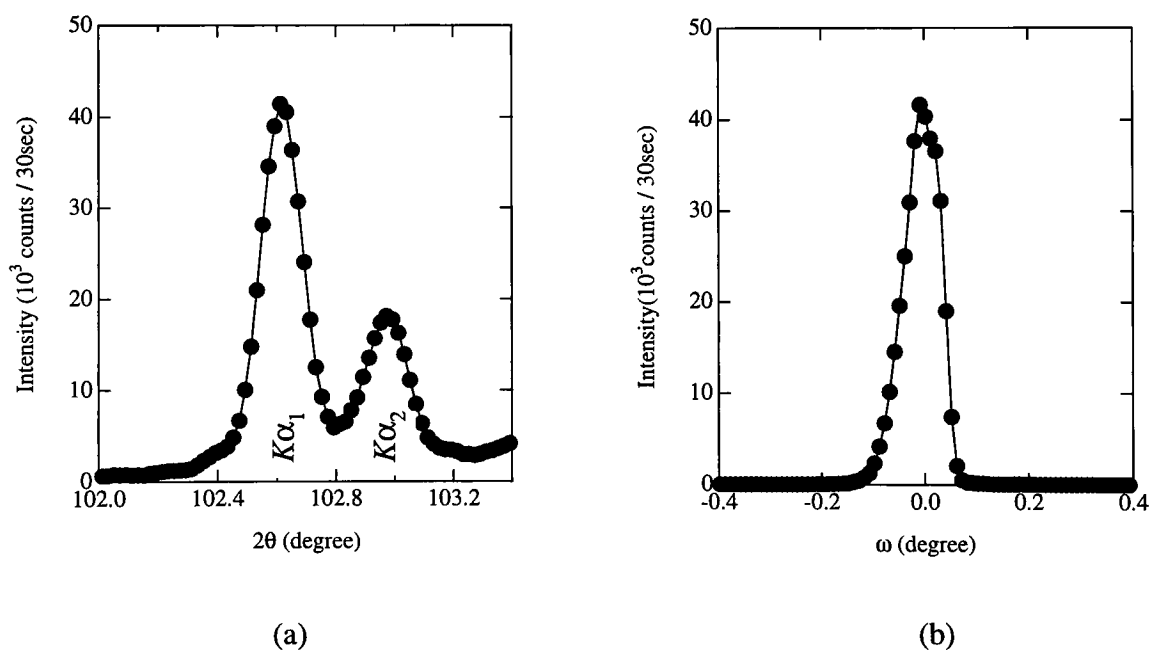 50
40
30
20
10
0
Intensity (10³ counts / 30sec)
Kα₁
Kα₂
102.0
102.4
102.8
103.2
2θ (degree)
(a)
50
40
30
20
10
0
Intensity(10³counts / 30sec)
-0.4
-0.2
0.0
0.2
0.4
ω (degree)
(b)